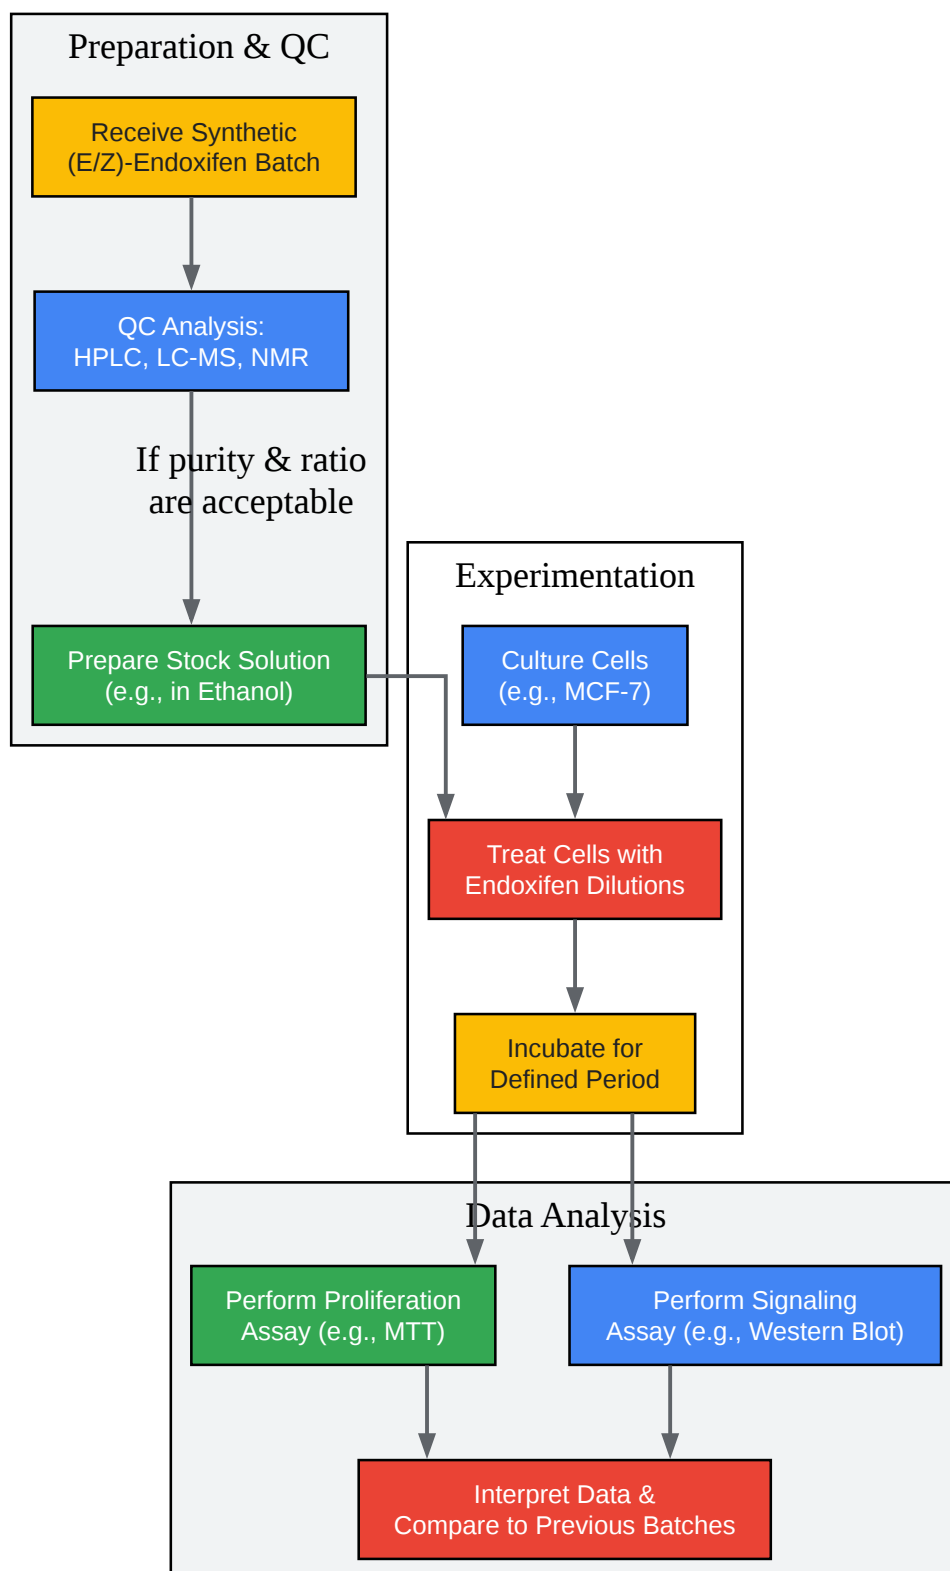 Preparation & QC
Receive Synthetic
(E/Z)-Endoxifen Batch
QC Analysis:
HPLC, LC-MS, NMR
If purity & ratio
are acceptable
Prepare Stock Solution
(e.g., in Ethanol)
Experimentation
Culture Cells
(e.g., MCF-7)
Treat Cells with
Endoxifen Dilutions
Incubate for
Defined Period
Data Analysis
Perform Proliferation
Assay (e.g., MTT)
Perform Signaling
Assay (e.g., Western Blot)
Interpret Data &
Compare to Previous Batches